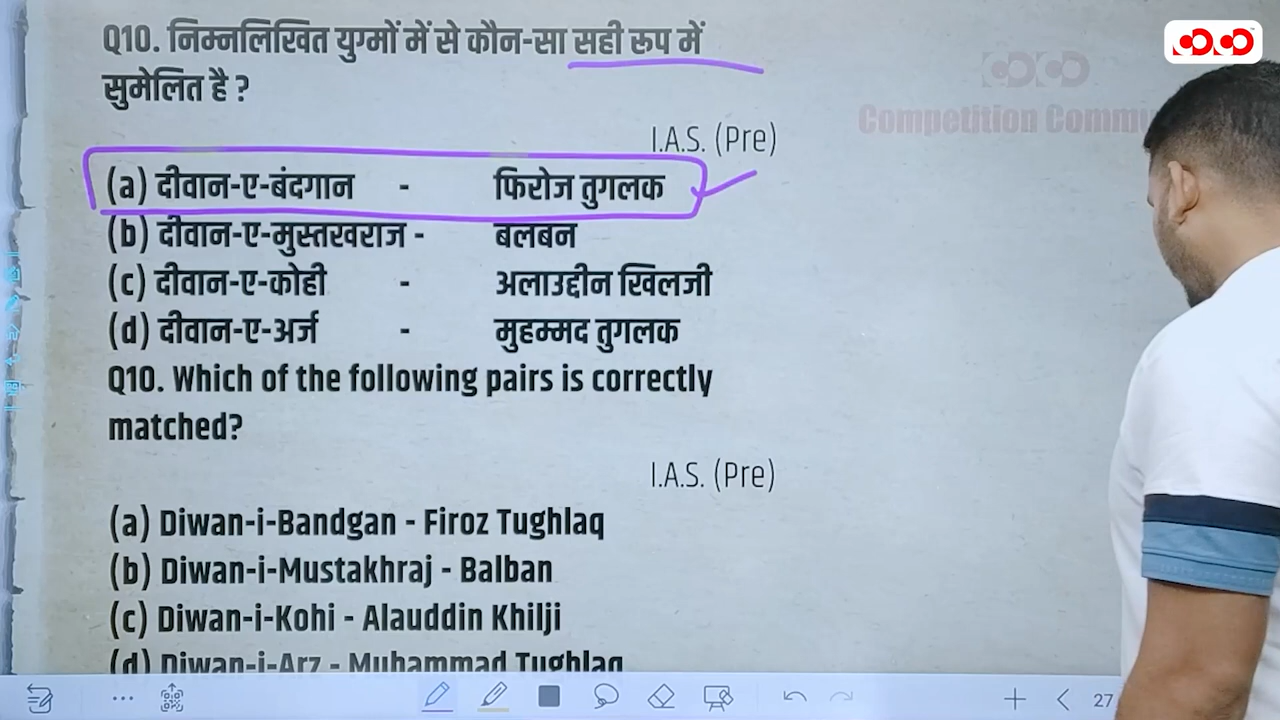 Q10. निम्नलिखित युग्मों में से कौन-सा सही रूप में
सुमेलित है ?
I.A.S. (Pre)
(a) दीवान-ए-बंदगान - फिरोज तुगलक
(b) दीवान-ए-मुस्तखराज - बलबन
(c) दीवान-ए-कोही - अलाउद्दीन खिलजी
(d) दीवान-ए-अर्ज - मुहम्मद तुगलक
Q10. Which of the following pairs is correctly
matched?
I.A.S. (Pre)
(a) Diwan-i-Bandgan - Firoz Tughlaq
(b) Diwan-i-Mustakhraj - Balban
(c) Diwan-i-Kohi - Alauddin Khilji
(d) Diwan-i-Arz - Muhammad Tughlaq
Competition
27